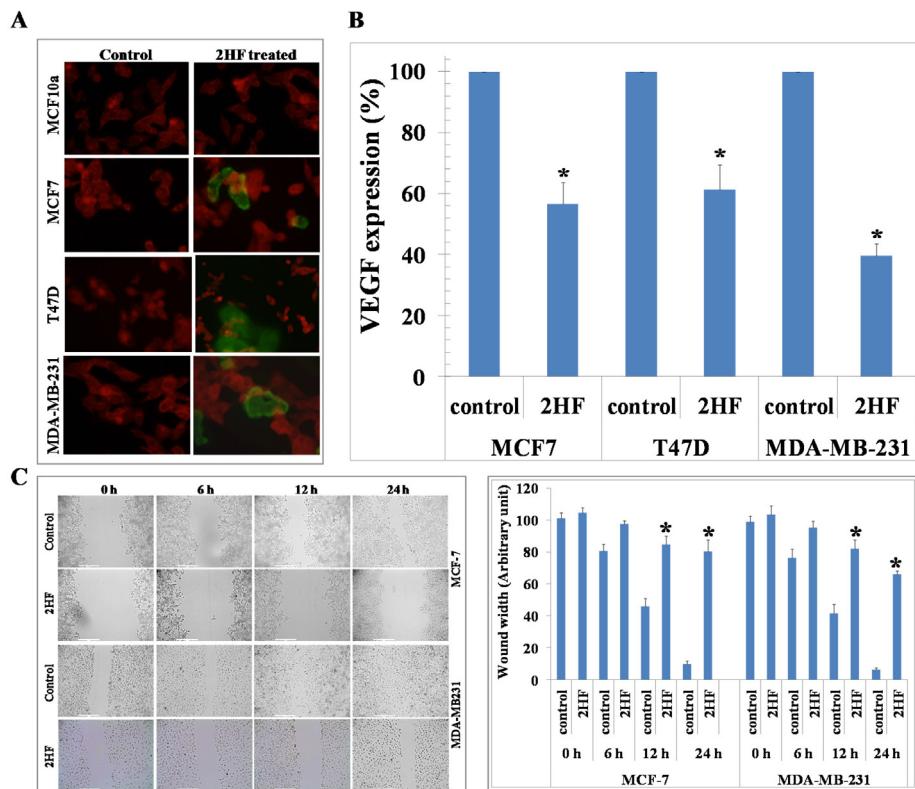 A
Control 2HF treated
MCF10a
MCF7
T47D
MDA-MB-231
B
VEGF expression (%)
100
80
60
40
20
0
* * *
control 2HF control 2HF control 2HF
MCF7 T47D MDA-MB-231
C
0 h 6 h 12 h 24 h
Control
2HF
MCF-7
Control
2HF
MDA-MB231
Wound width (Arbitrary unit)
120
100
80
60
40
20
0
* * * *
control 2HF control 2HF control 2HF control 2HF control 2HF control 2HF control 2HF control 2HF
0 h 6 h 12 h 24 h 0 h 6 h 12 h 24 h
MCF-7 MDA-MB-231